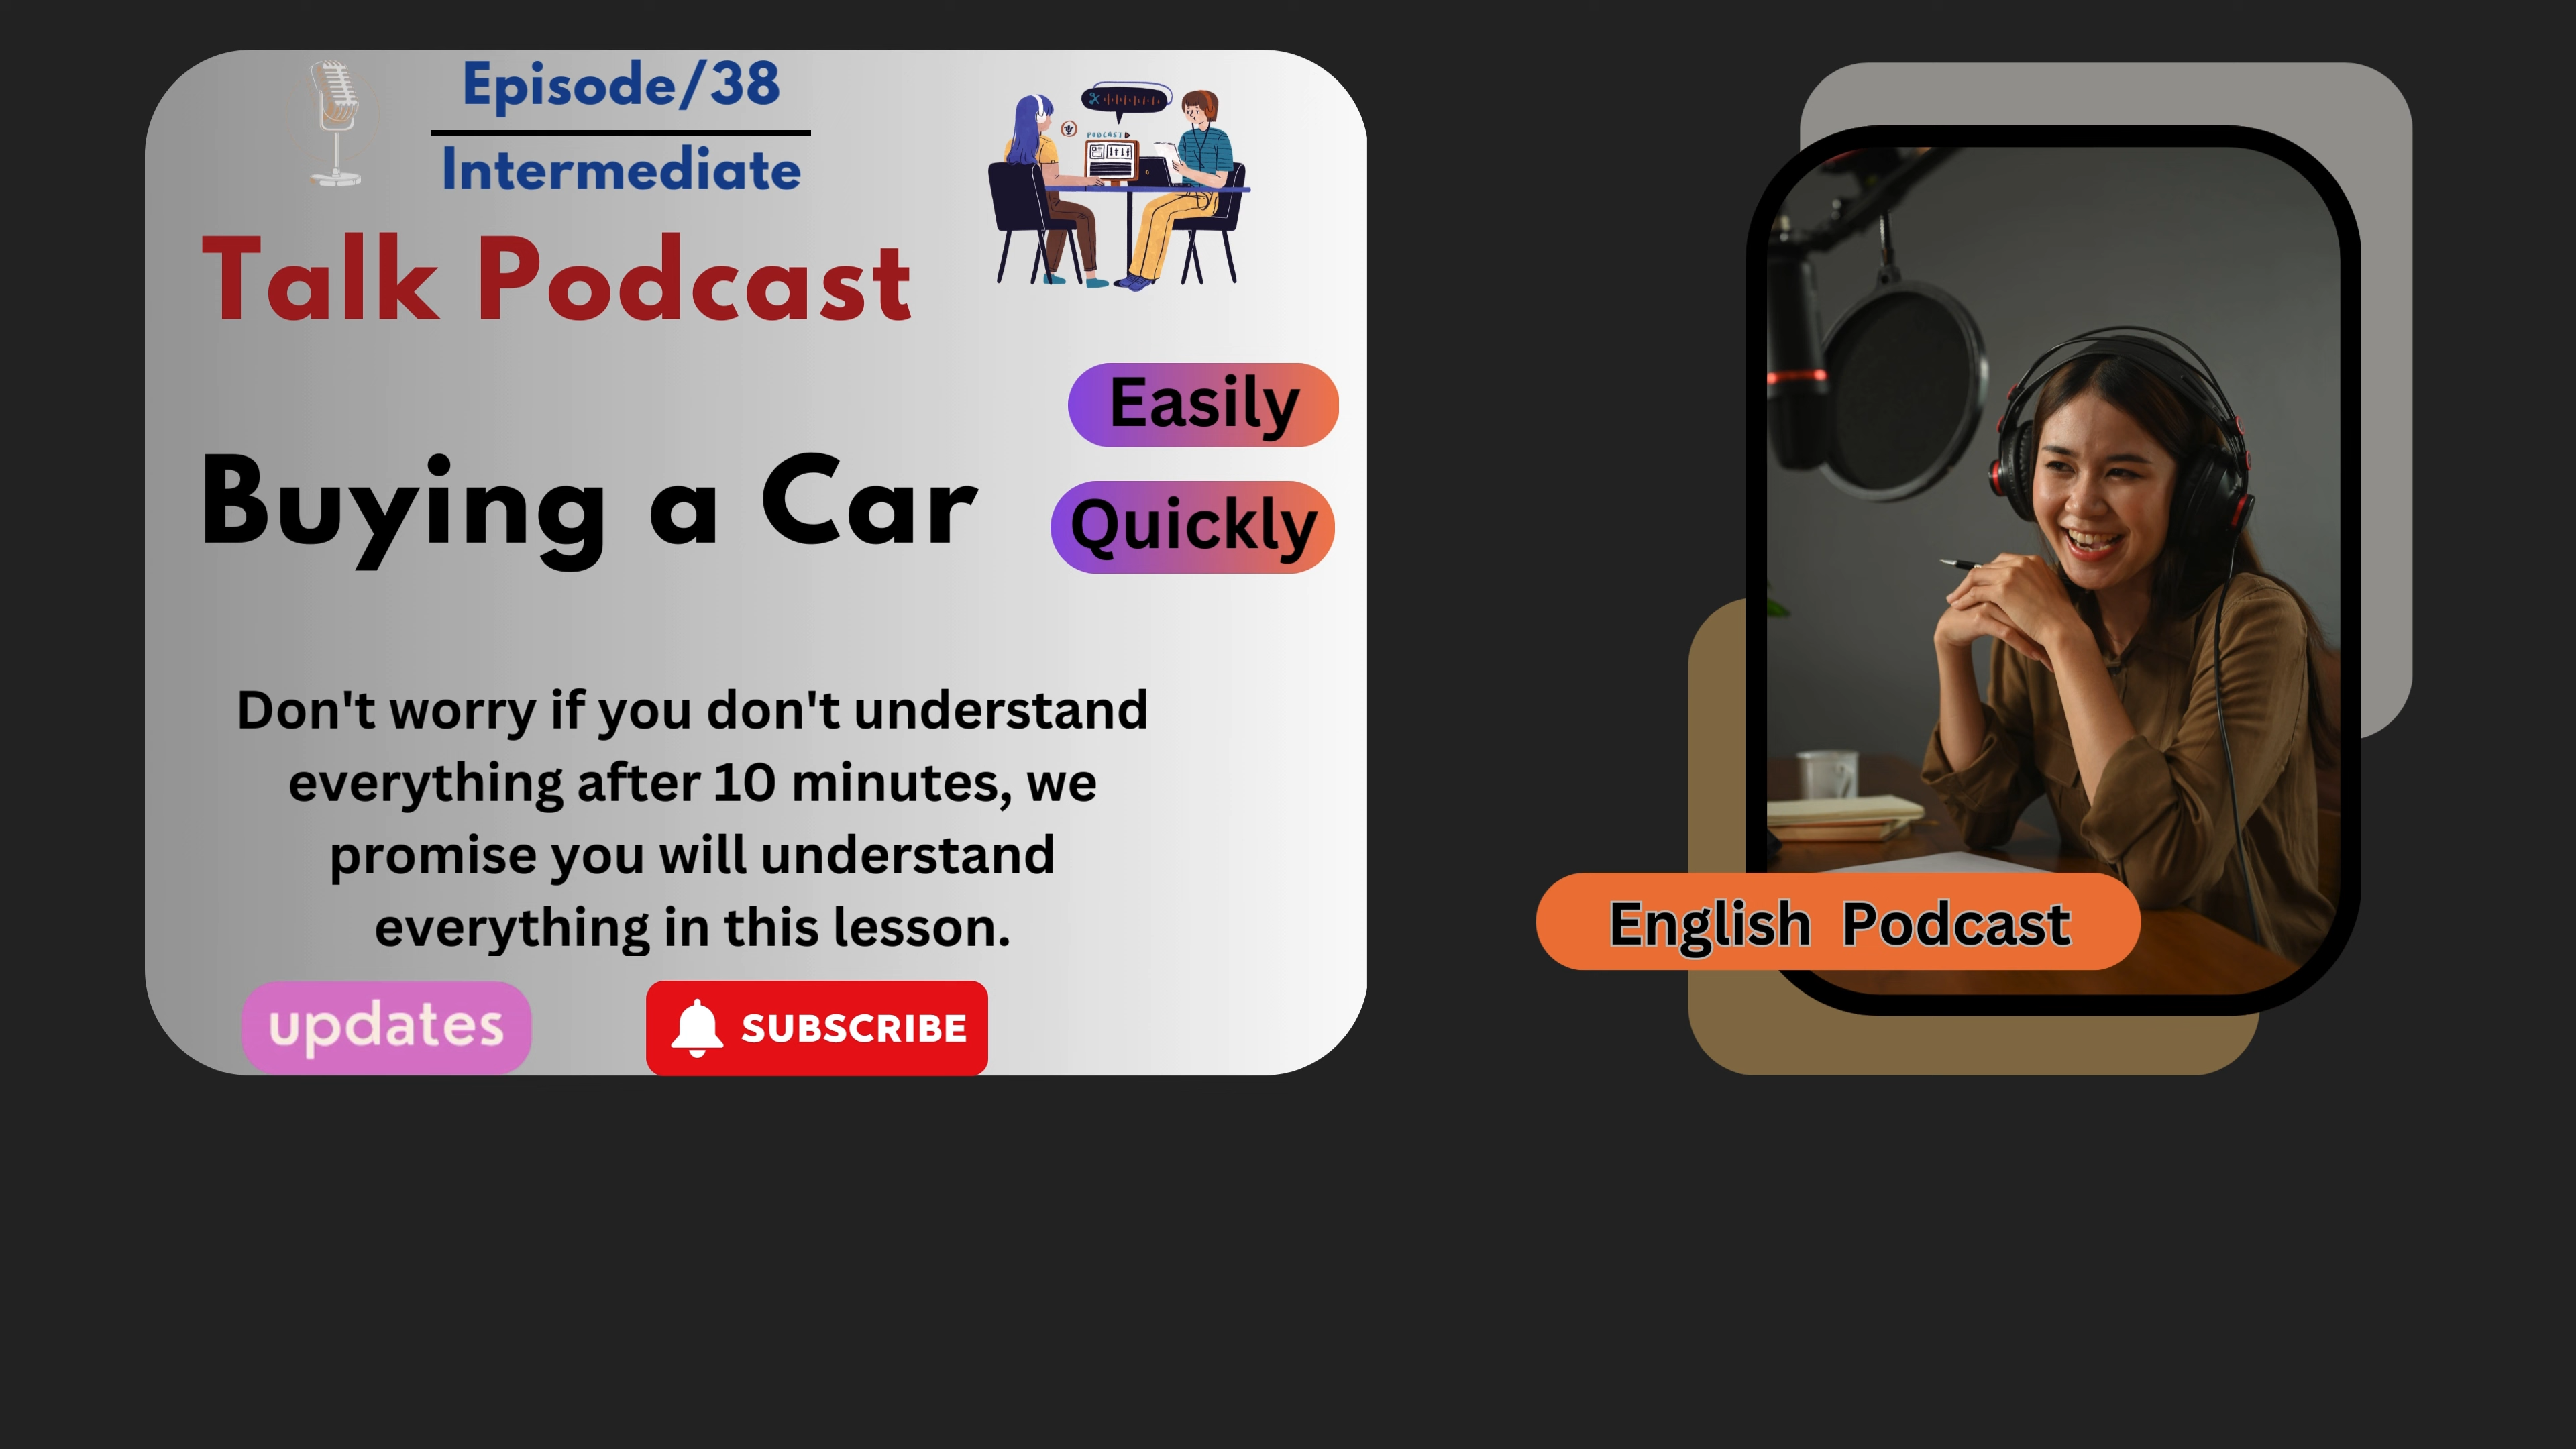 Episode/38
Intermediate
Talk Podcast
PODCAST
Easily
Buying a Car
Quickly
Don't worry if you don't understand
everything after 10 minutes, we
promise you will understand
everything in this lesson.
updates
SUBSCRIBE
English Podcast